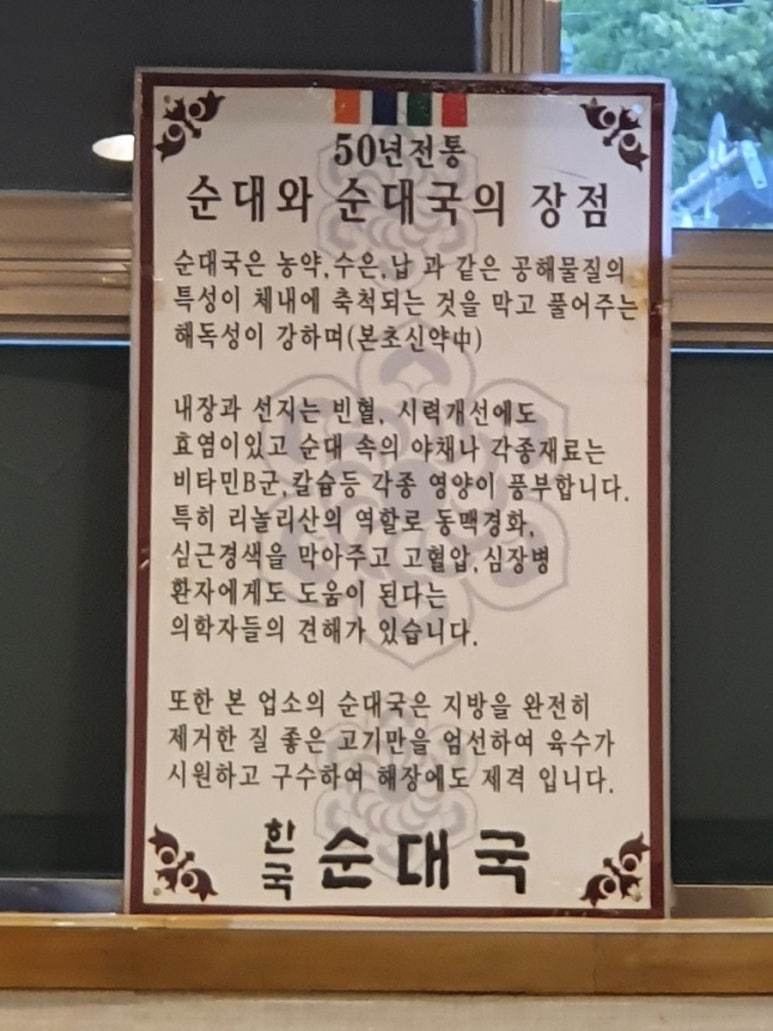 50년전통
순대와 순대국의 장점
순대국은 농약,수은,납 과 같은 공해물질의
특성이 체내에 축척되는 것을 막고 풀어주는
해독성이 강하며(본초신약中)
내장과 선지는 빈혈, 시력개선에도
효염이있고 순대 속의 야채나 각종재료는
비타민B군,칼슘등 각종 영양이 풍부합니다.
특히 리놀리산의 역할로 동맥경화,
심근경색을 막아주고 고혈압,심장병
환자에게도 도움이 된다는
의학자들의 견해가 있습니다.
또한 본 업소의 순대국은 지방을 완전히
제거한 질 좋은 고기만을 엄선하여 육수가
시원하고 구수하여 해장에도 제격 입니다.
한국 순대국